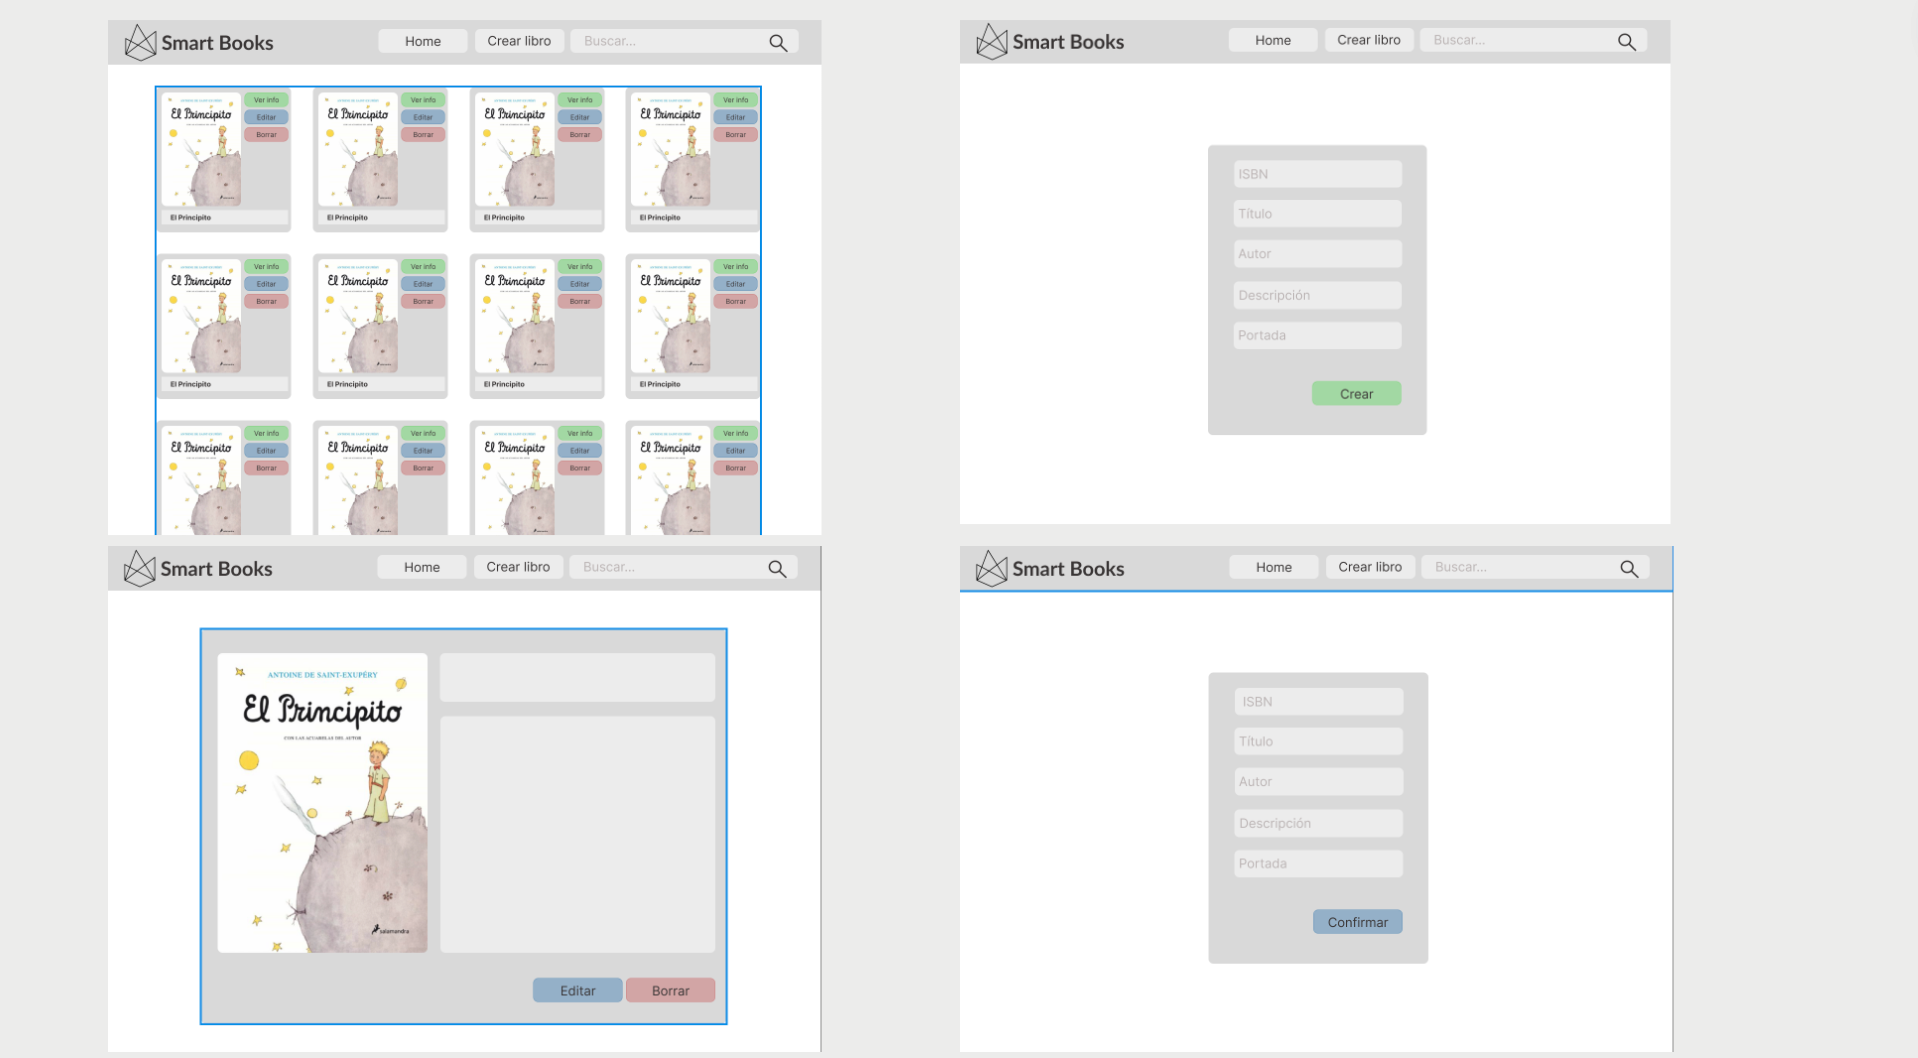 Smart Books Home Crear libro Buscar...
El Principito Ver info El Principito Ver info El Principito Ver info El Principito Ver info
Editar Editar Editar Editar
Borrar Borrar Borrar Borrar
El Principito El Principito El Principito El Principito
El Principito Ver info El Principito Ver info El Principito Ver info El Principito Ver info
Editar Editar Editar Editar
Borrar Borrar Borrar Borrar
El Principito El Principito El Principito El Principito
El Principito Ver info El Principito Ver info El Principito Ver info El Principito Ver info
Editar Editar Editar Editar
Borrar Borrar Borrar Borrar
Smart Books Home Crear libro Buscar...
ISBN
Título
Autor
Descripción
Portada
Crear
Smart Books Home Crear libro Buscar...
ANTOINE DE SAINT-EXUPÉRY
El Principito
CON LAS ACUARELAS DEL AUTOR
salamandra
Editar Borrar
Smart Books Home Crear libro Buscar...
ISBN
Título
Autor
Descripción
Portada
Confirmar